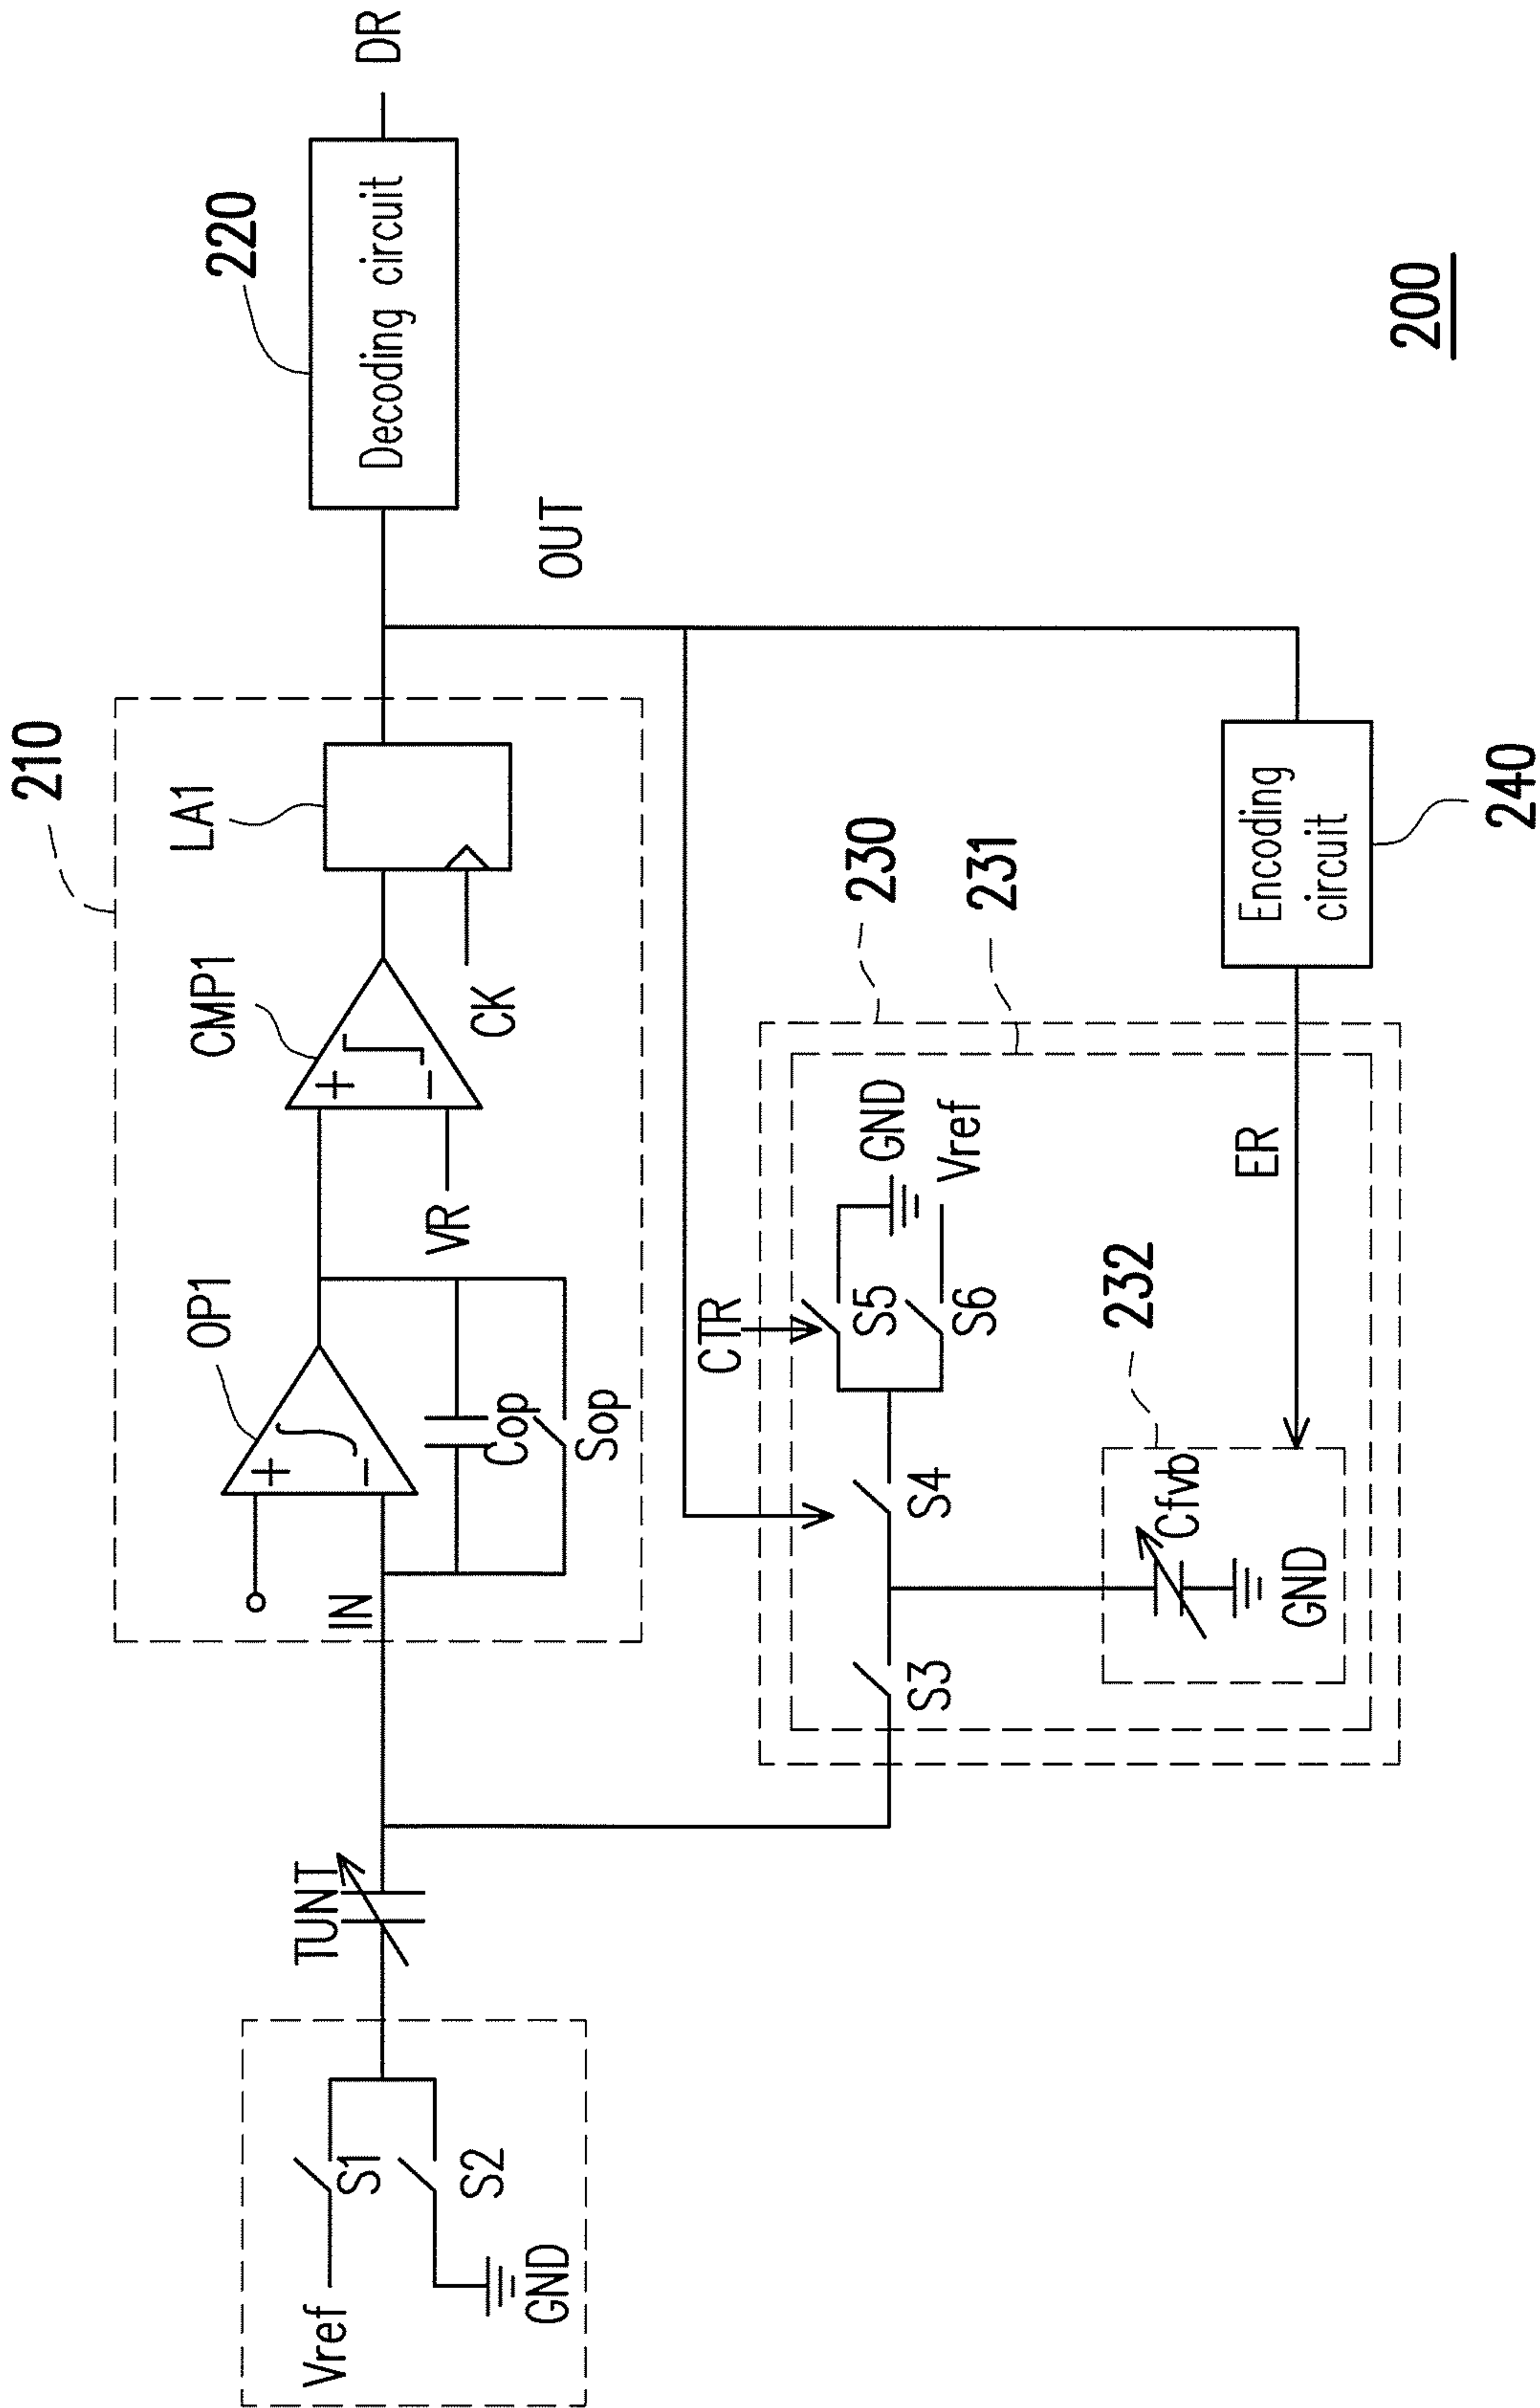 210
220
LA1
CMP1
OP1
TUNT
DR
Decoding circuit
+
-
+
-
IN
VR
CK
Cop
Sop
OUT
Vref
S1
S2
GND
230
231
CTR
GND
S5
Vref
S6
S3
S4
232
Cfvb
GND
ER
Encoding
circuit
240
200